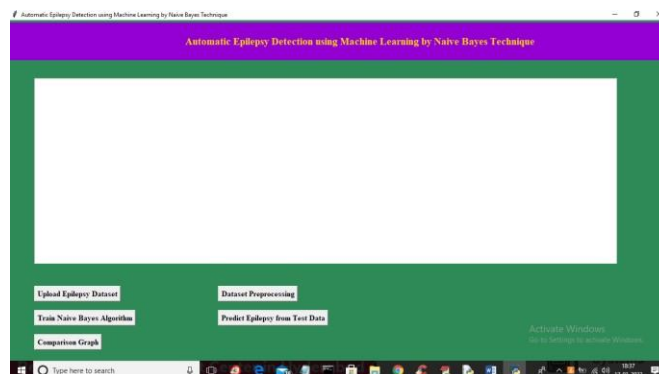 Automatic Epilepsy Detection using Machine Learning by Naive Bayes Technique
Automatic Epilepsy Detection using Machine Learning by Naive Bayes Technique
Upload Epilepsy Dataset
Dataset Preprocessing
Train Naive Bayes Algorithm
Predict Epilepsy from Test Data
Comparison Graph
Activate Windows
Go to Settings to activate Windows.
Type here to search
18:37